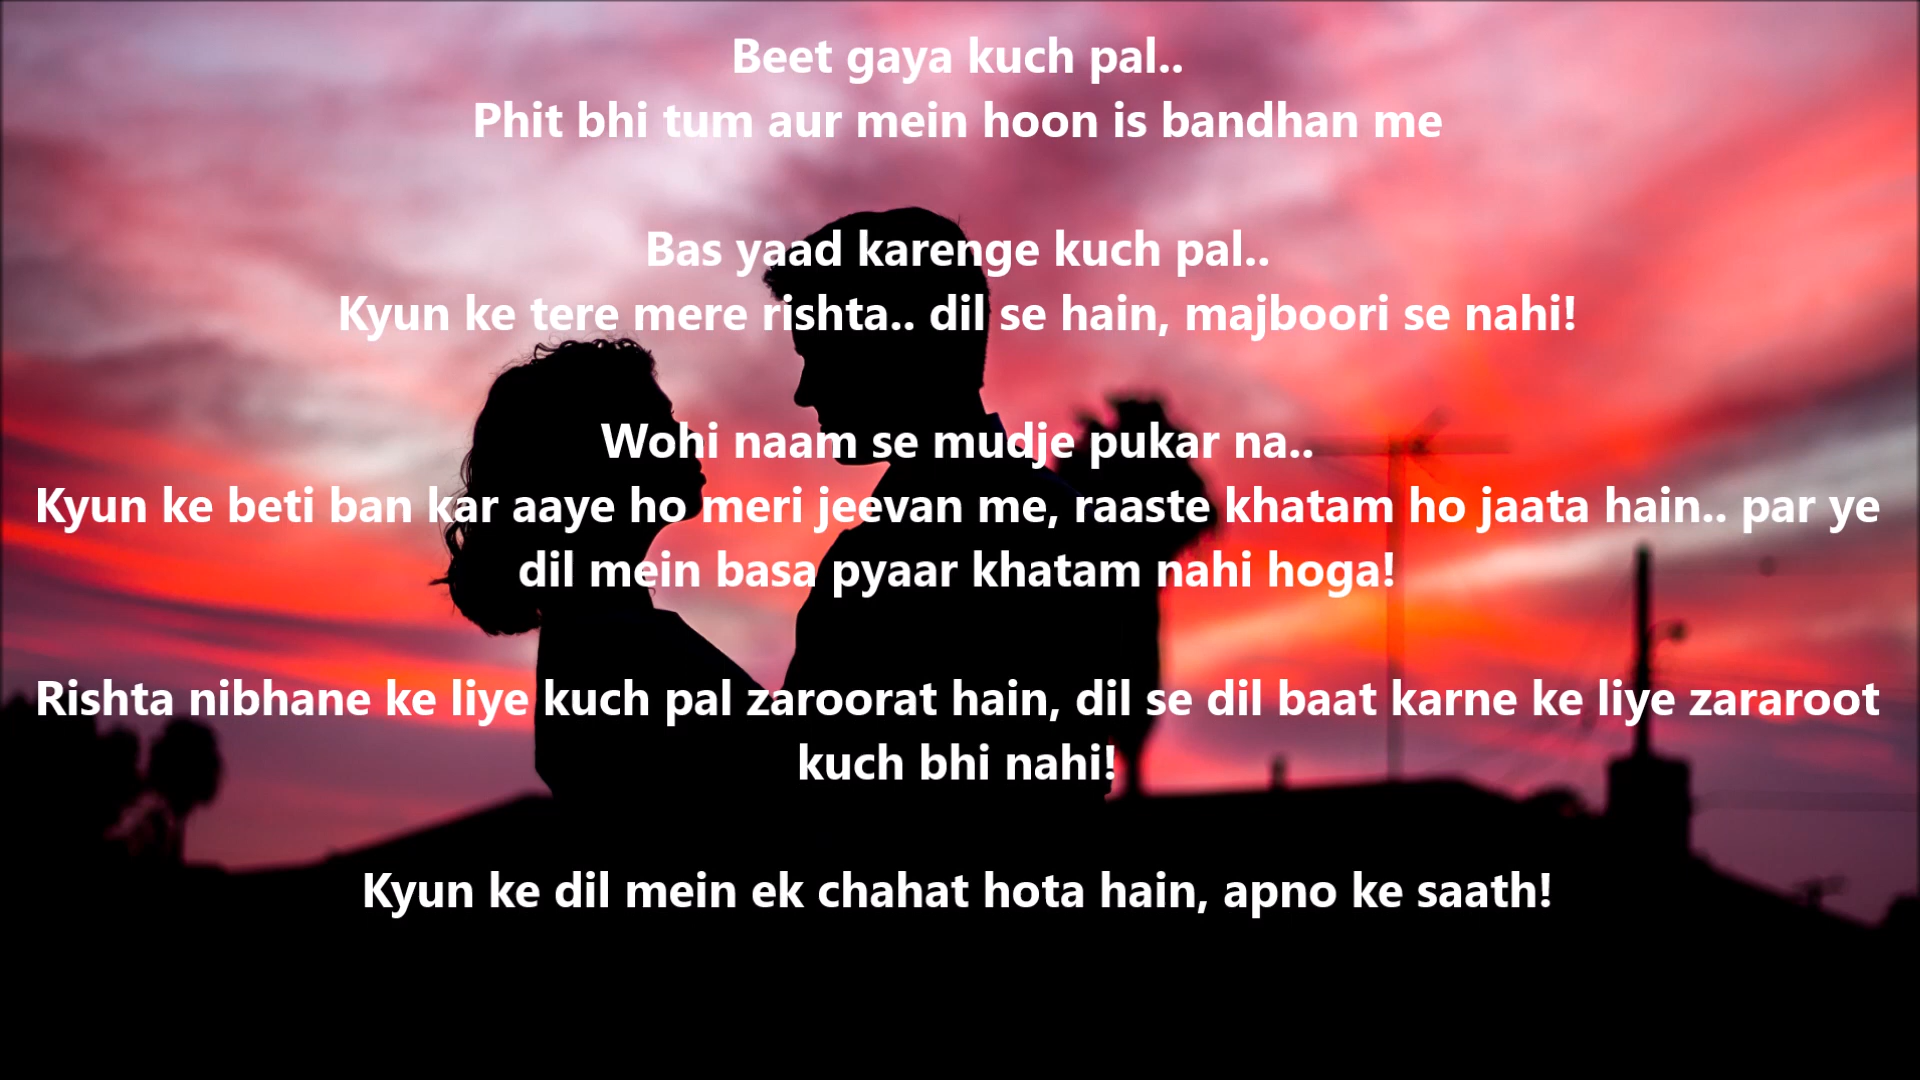 Beet gaya kuch pal..
Phit bhi tum aur mein hoon is bandhan me
Bas yaad karenge kuch pal..
Kyun ke tere mere rishta.. dil se hain, majboori se nahi!
Wohi naam se mudje pukar na..
Kyun ke beti ban kar aaye ho meri jeevan me, raaste khatam ho jaata hain.. par ye
dil mein basa pyaar khatam nahi hoga!
Rishta nibhane ke liye kuch pal zaroorat hain, dil se dil baat karne ke liye zararoot
kuch bhi nahi!
Kyun ke dil mein ek chahat hota hain, apno ke saath!